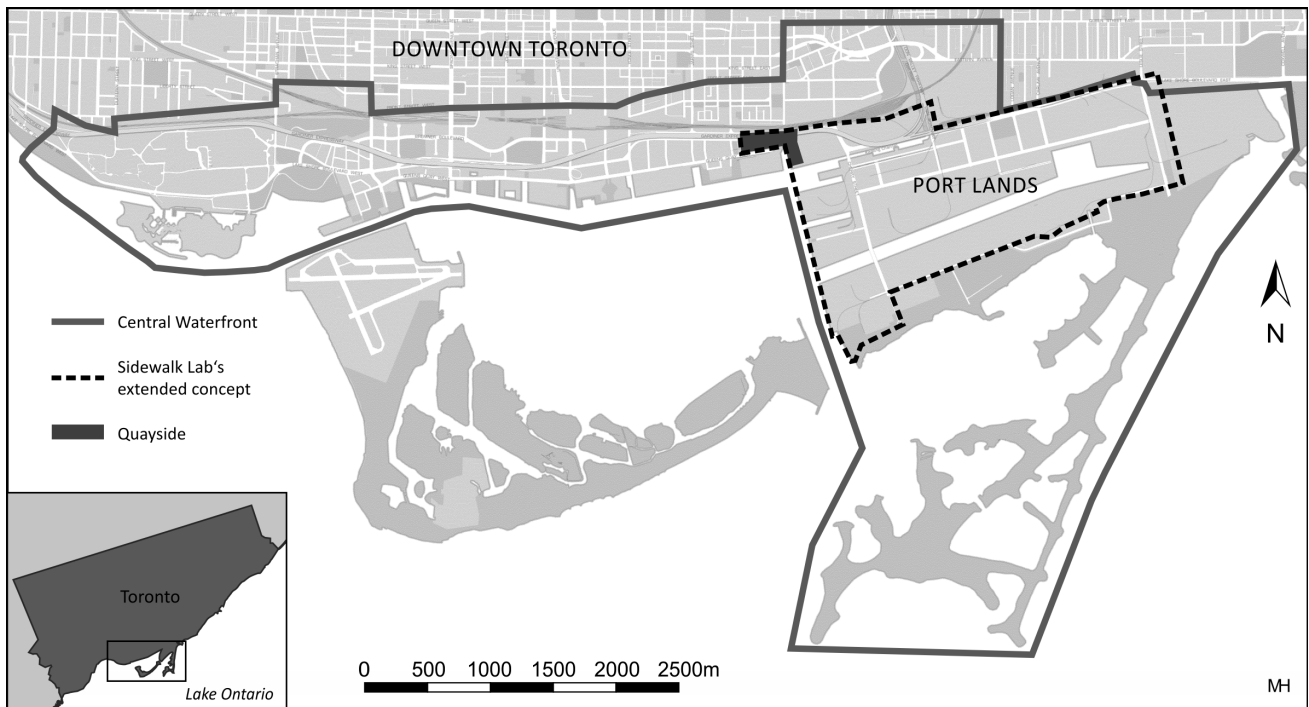 DOWNTOWN TORONTO
PORT LANDS
Central Waterfront
Sidewalk Lab‘s
extended concept
Quayside
N
Toronto
Lake Ontario
0 500 1000 1500 2000 2500m
MH